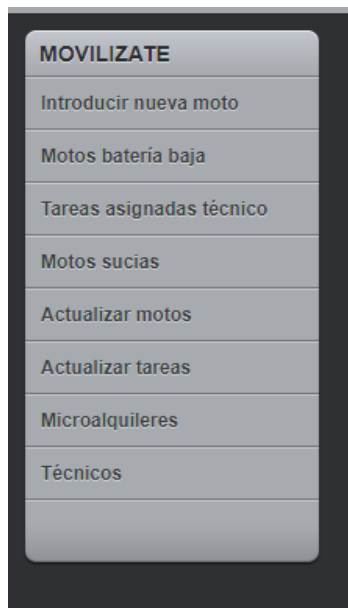 MOVILIZATE
Introducir nueva moto
Motos batería baja
Tareas asignadas técnico
Motos sucias
Actualizar motos
Actualizar tareas
Microalquileres
Técnicos